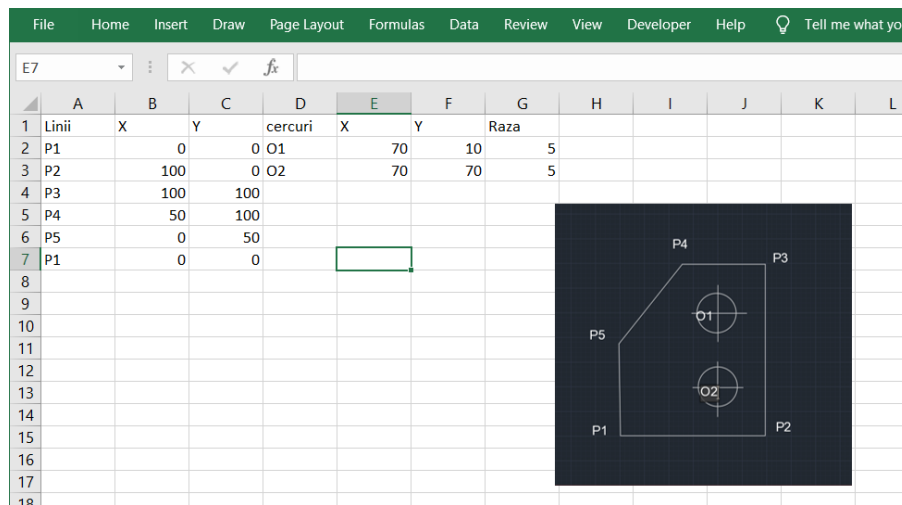 File Home Insert Draw Page Layout Formulas Data Review View Developer Help Tell me what yo
E7 fx
A B C D E F G H I J K L
1 Linii X Y cercuri X Y Raza
2 P1 0 0 O1 70 10 5
3 P2 100 0 O2 70 70 5
4 P3 100 100
5 P4 50 100
6 P5 0 50
7 P1 0 0
8
9
10
11
12
13
14
15
16
17
18
P4
P3
O1
P5
O2
P1 P2